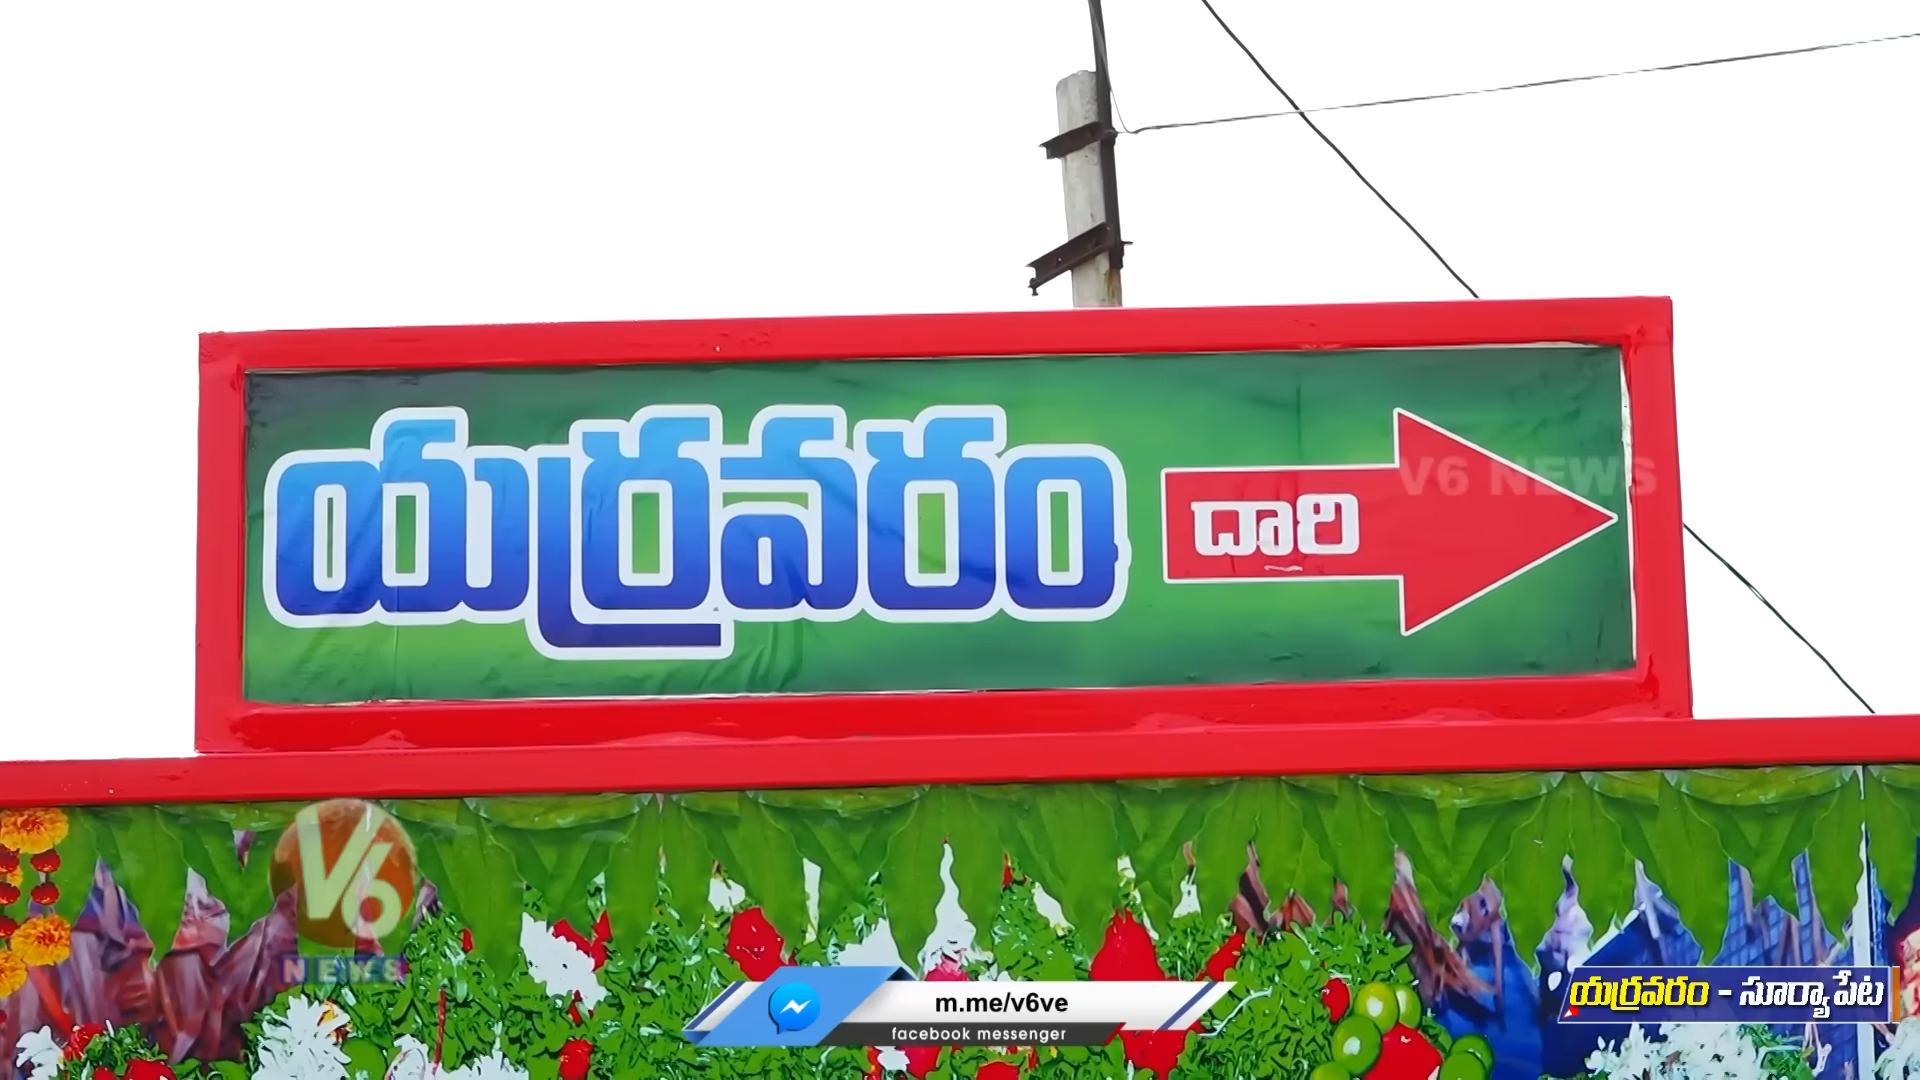 యర్రవరం దారి
V6 NEWS
V6
NEWS
m.me/v6ve
facebook messenger
యర్రవరం - సూర్యాపేట